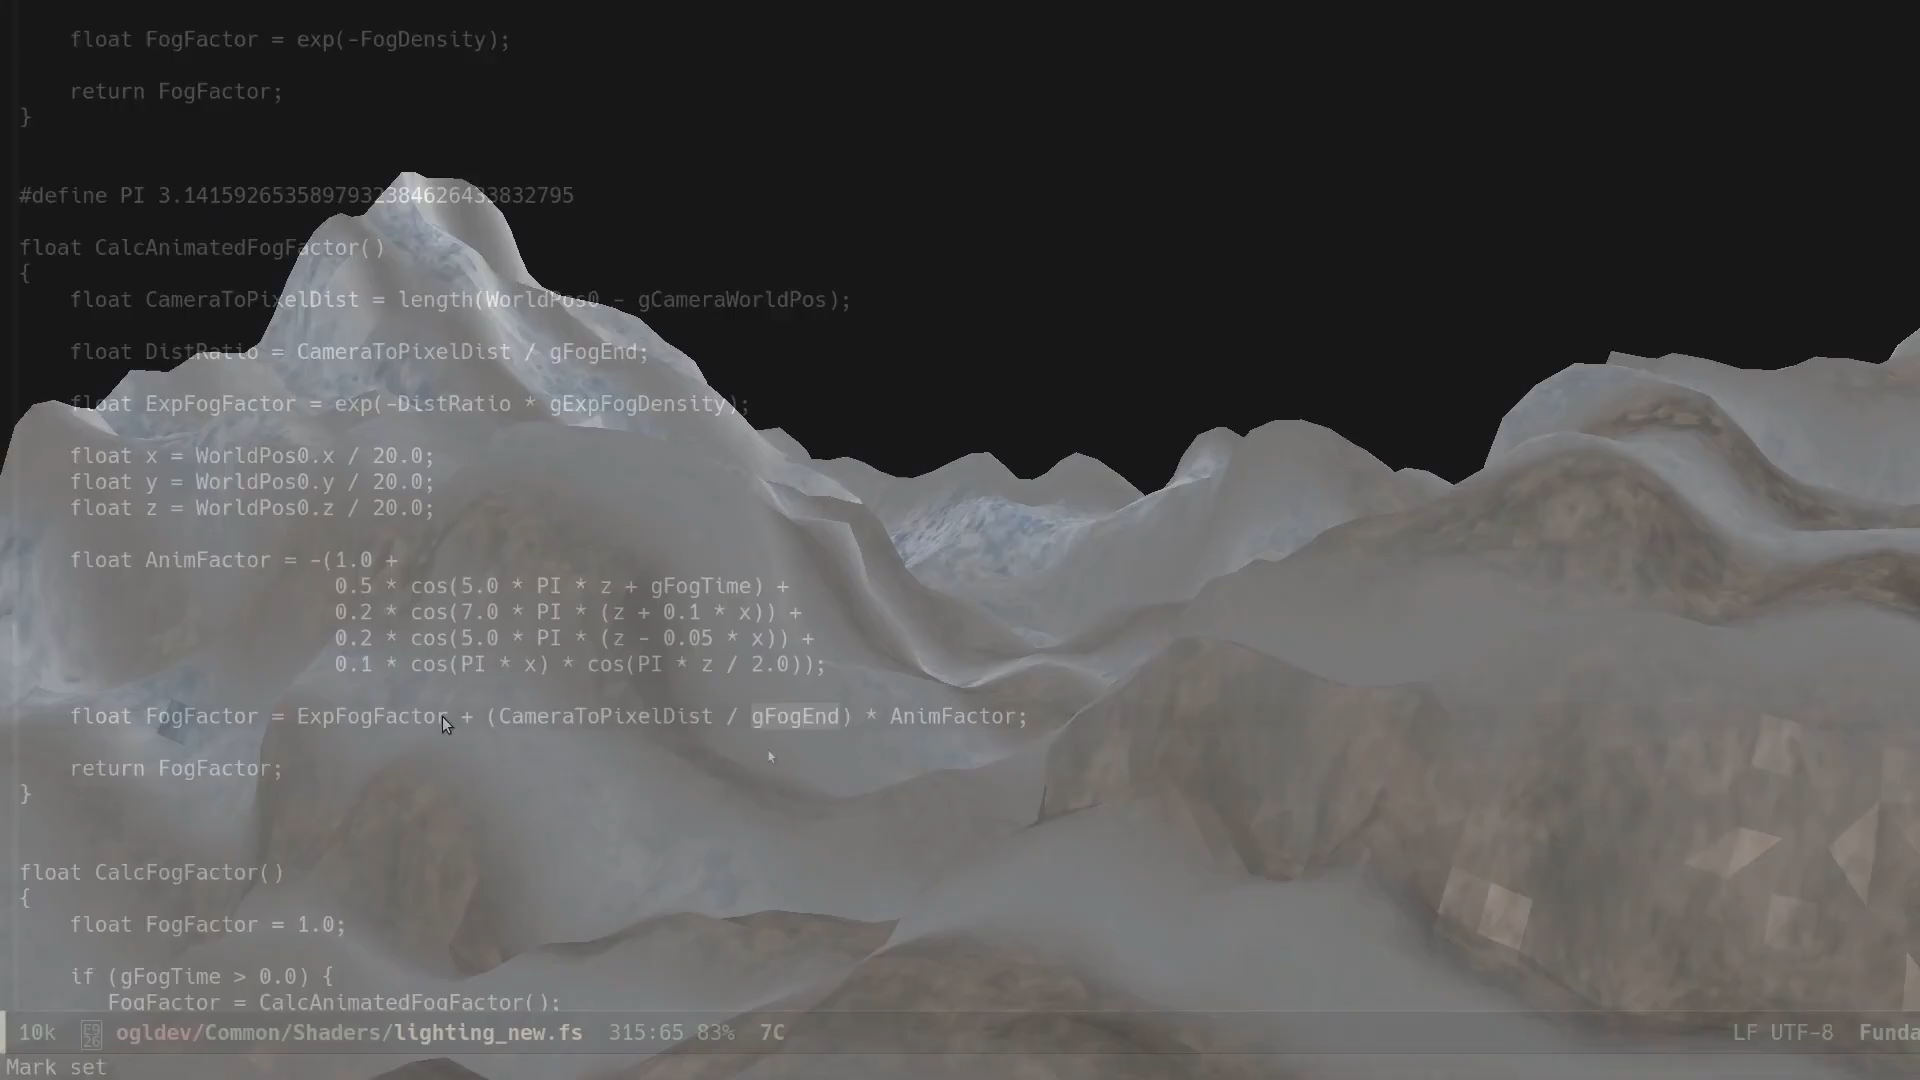 float FogFactor = exp(-FogDensity);
return FogFactor;
}
#define PI 3.1415926535897932384626433832795
float CalcAnimatedFogFactor()
{
float CameraToPixelDist = length(WorldPos0 - gCameraWorldPos);
float DistRatio = CameraToPixelDist / gFogEnd;
float ExpFogFactor = exp(-DistRatio * gExpFogDensity);
float x = WorldPos0.x / 20.0;
float y = WorldPos0.y / 20.0;
float z = WorldPos0.z / 20.0;
float AnimFactor = -(1.0 +
0.5 * cos(5.0 * PI * z + gFogTime) +
0.2 * cos(7.0 * PI * (z + 0.1 * x)) +
0.2 * cos(5.0 * PI * (z - 0.05 * x)) +
0.1 * cos(PI * x) * cos(PI * z / 2.0));
float FogFactor = ExpFogFactor + (CameraToPixelDist / gFogEnd) * AnimFactor;
return FogFactor;
}
float CalcFogFactor()
{
float FogFactor = 1.0;
if (gFogTime > 0.0) {
FogFactor = CalcAnimatedFogFactor();
10k E926 ogldev/Common/Shaders/lighting_new.fs 315:65 83% 7C LF UTF-8 Funda
Mark set